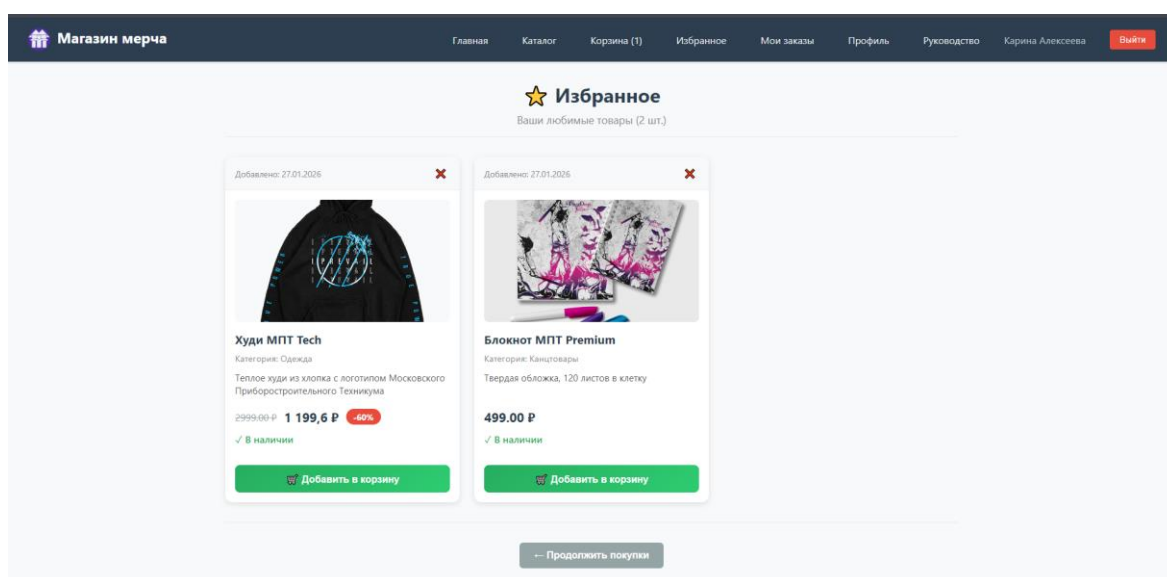 Магазин мерча
Главная Каталог Корзина (1) Избранное Мои заказы Профиль Руководство Карина Алексеева Выйти
Избранное
Ваши любимые товары (2 шт.)
Добавлено: 27.01.2026
Худи МПТ Tech
Категория: Одежда
Теплое худи из хлопка с логотипом Московского
Приборостроительного Техникума
2999.00 ₽ 1 199,6 ₽ -60%
✓ В наличии
Добавить в корзину
Добавлено: 27.01.2026
Блокнот МПТ Premium
Категория: Канцтовары
Твердая обложка, 120 листов в клетку
499.00 ₽
✓ В наличии
Добавить в корзину
← Продолжить покупки